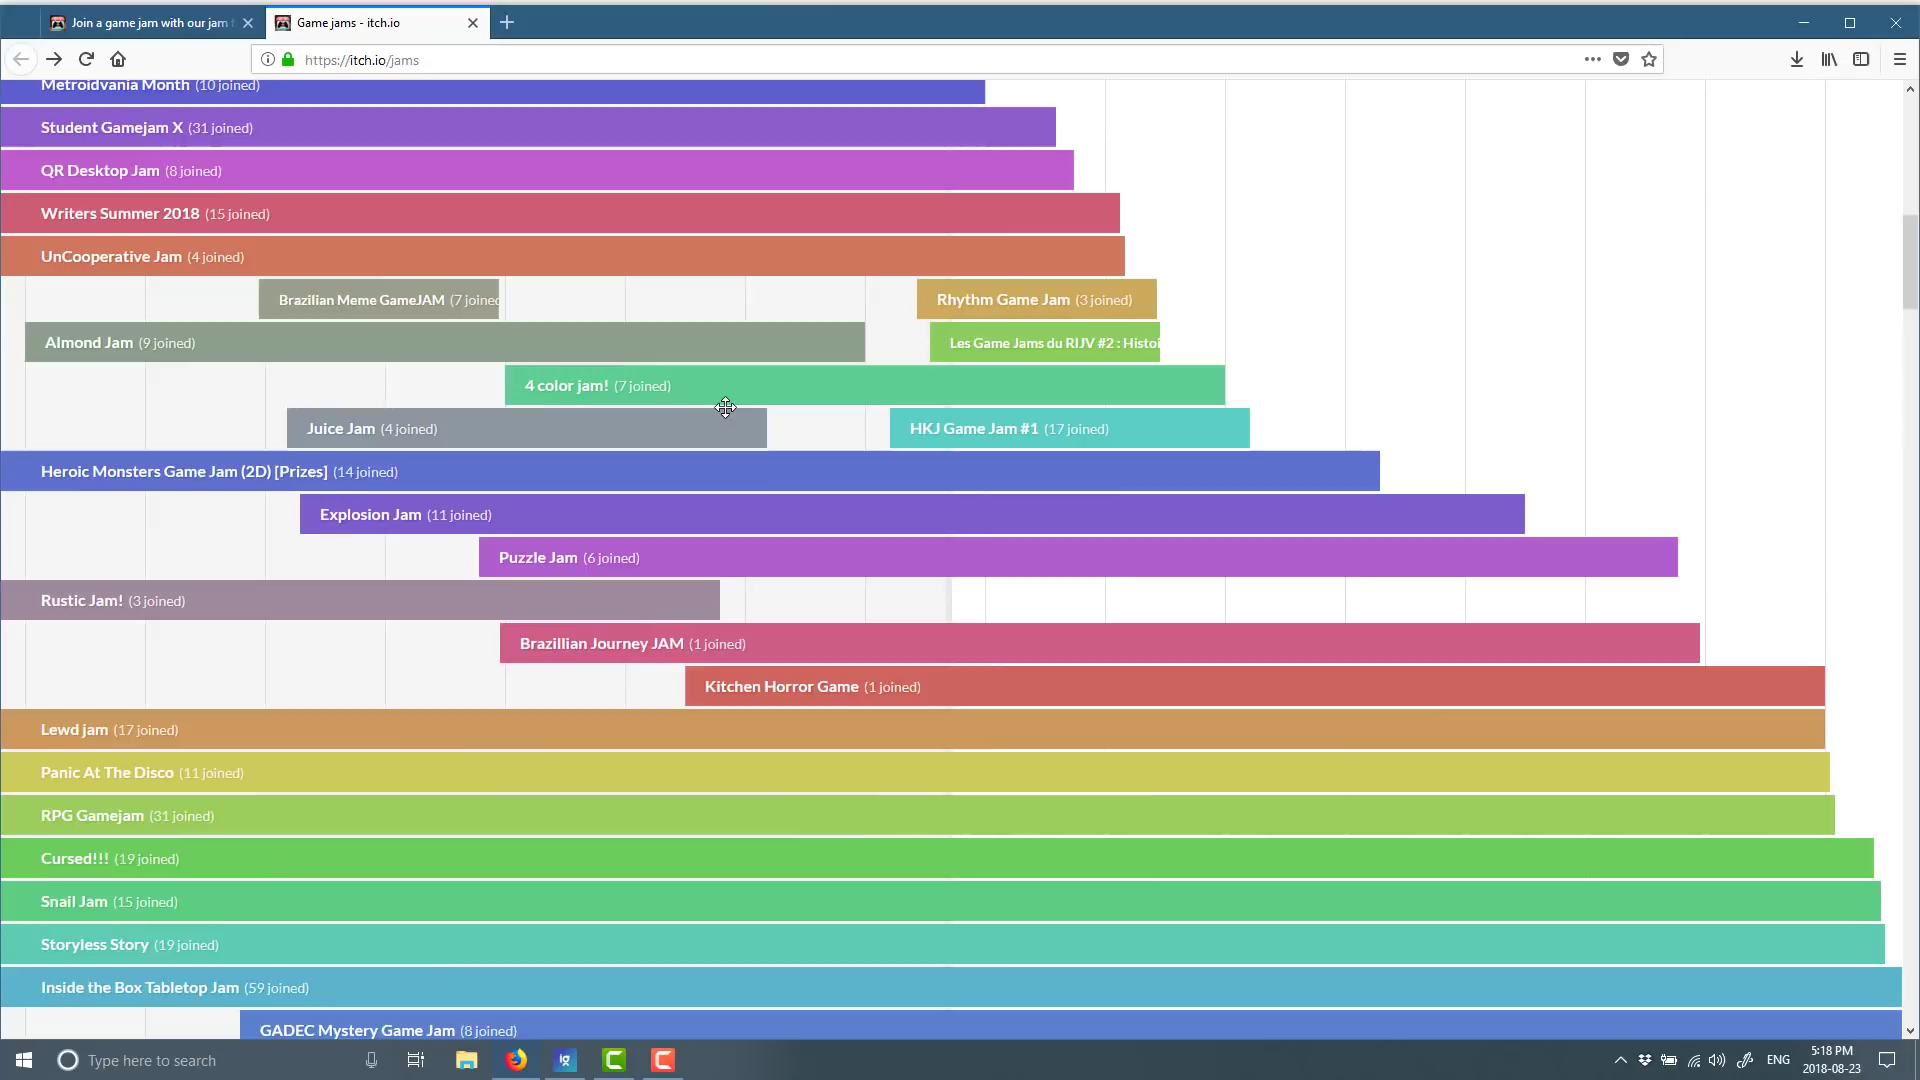 Join a game jam with our jam
Game jams - itch.io
https://itch.io/jams
Metroidvania Month (10 joined)
Student Gamejam X (31 joined)
QR Desktop Jam (8 joined)
Writers Summer 2018 (15 joined)
UnCooperative Jam (4 joined)
Brazilian Meme GameJAM (7 joined
Rhythm Game Jam (3 joined)
Almond Jam (9 joined)
Les Game Jams du RIJV #2 : Histoi
4 color jam! (7 joined)
Juice Jam (4 joined)
HKJ Game Jam #1 (17 joined)
Heroic Monsters Game Jam (2D) [Prizes] (14 joined)
Explosion Jam (11 joined)
Puzzle Jam (6 joined)
Rustic Jam! (3 joined)
Brazillian Journey JAM (1 joined)
Kitchen Horror Game (1 joined)
Lewd jam (17 joined)
Panic At The Disco (11 joined)
RPG Gamejam (31 joined)
Cursed!!! (19 joined)
Snail Jam (15 joined)
Storyless Story (19 joined)
Inside the Box Tabletop Jam (59 joined)
GADEC Mystery Game Jam (8 joined)
Type here to search
Ig
ENG
5:18 PM
2018-08-23